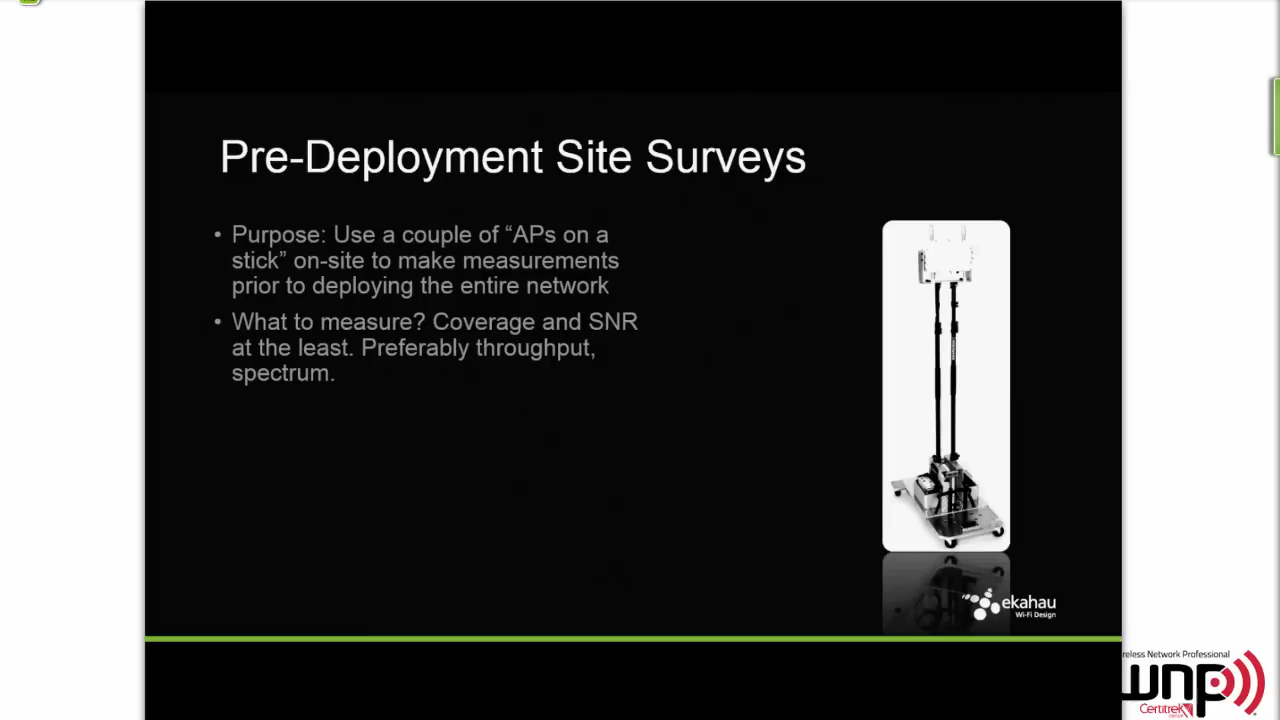 Pre-Deployment Site Surveys
• Purpose: Use a couple of “APs on a
stick” on-site to make measurements
prior to deploying the entire network
• What to measure? Coverage and SNR
at the least. Preferably throughput,
spectrum.
ekahau
Wi-Fi Design
reless Network Professional
wnp
Certitrek